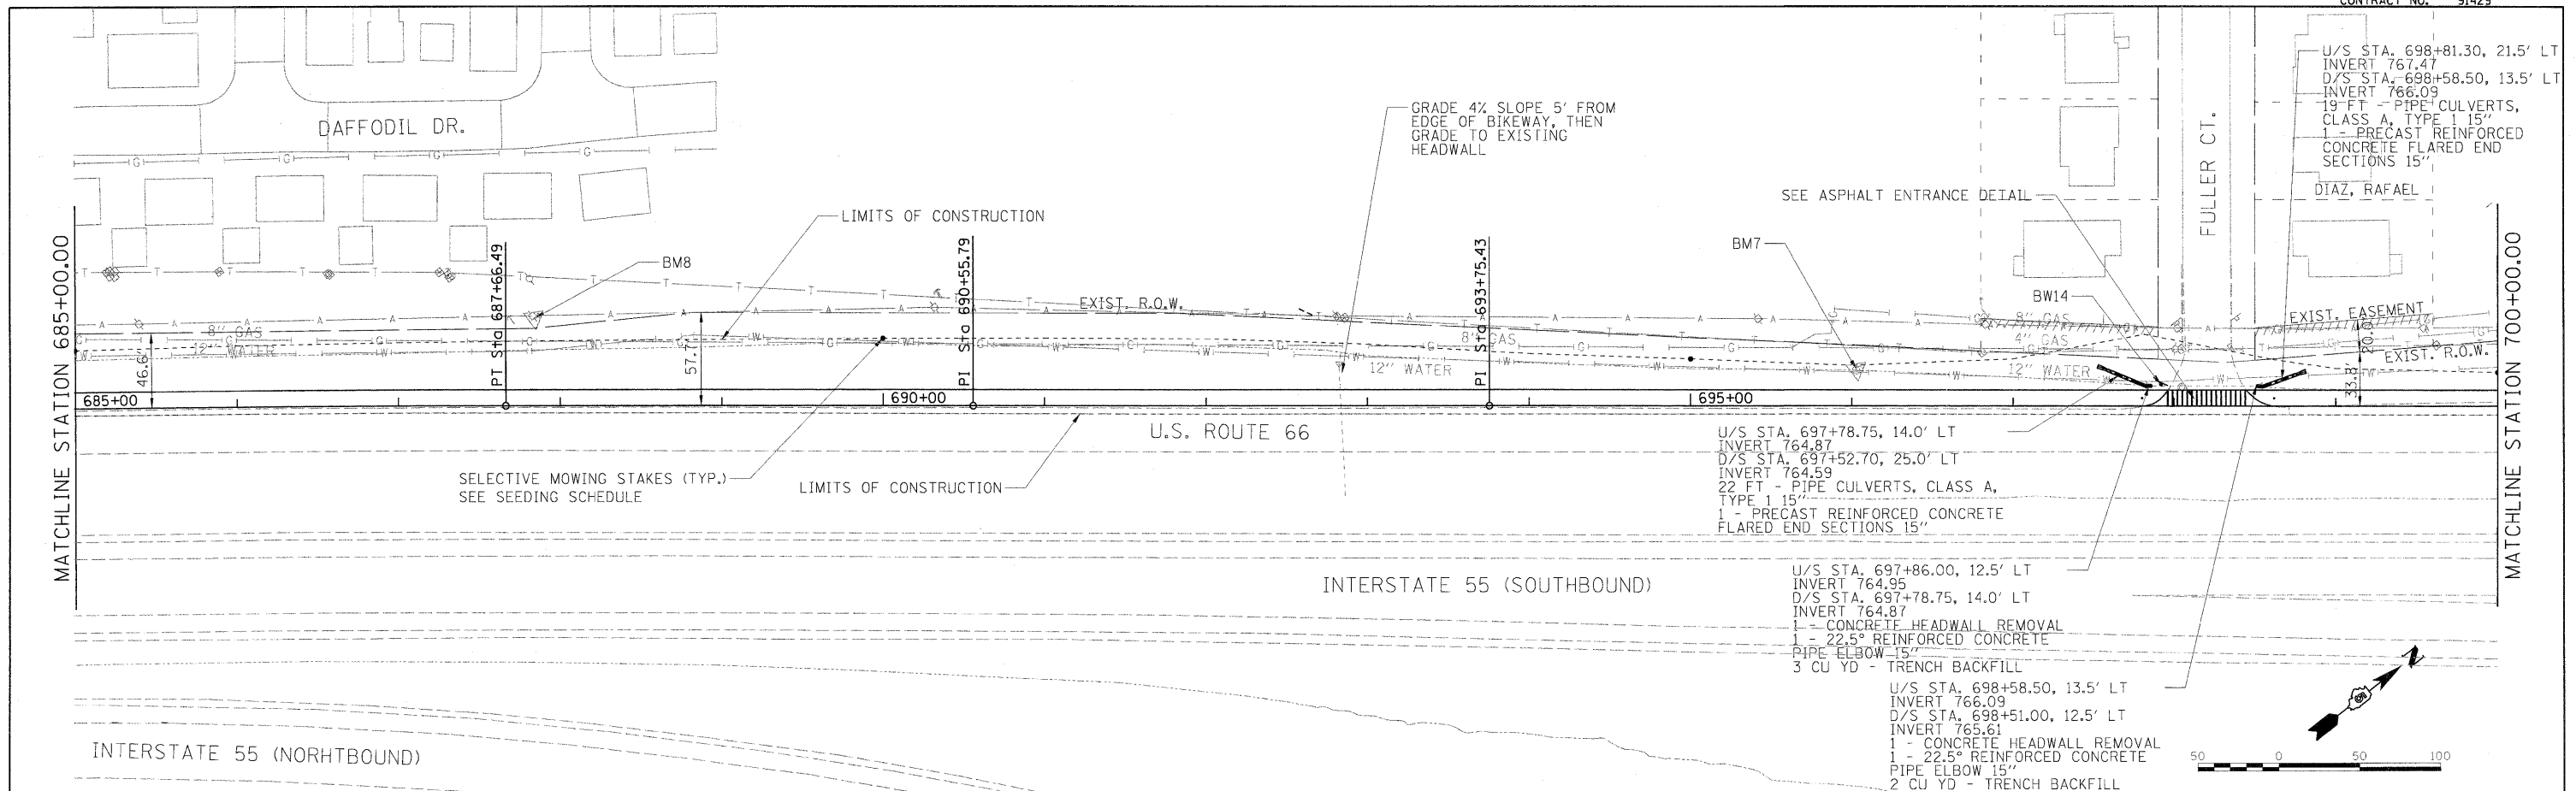 CONTRACT NO. 91429
U/S STA. 698+81.30, 21.5' LT
INVERT 767.47
D/S STA. 698+58.50, 13.5' LT
INVERT 766.09
19 FT - PIPE CULVERTS,
CLASS A, TYPE 1 15"
1 - PRECAST REINFORCED
CONCRETE FLARED END
SECTIONS 15"
DIAZ, RAFAEL
DAFFODIL DR.
GRADE 4% SLOPE 5' FROM
EDGE OF BIKEWAY, THEN
GRADE TO EXISTING
HEADWALL
FULLER CT.
SEE ASPHALT ENTRANCE DETAIL
LIMITS OF CONSTRUCTION
BM8
BM7
BW14
MATCHLINE STATION 685+00.00
PT Sta 687+66.49
PI Sta 690+55.79
PI Sta 693+75.43
MATCHLINE STATION 700+00.00
EXIST. R.O.W.
EXIST. EASEMENT
8" GAS
12" WATER
46.6'
57.7'
8" GAS
12" WATER
8" GAS
4" GAS
12" WATER
20.0'
EXIST. R.O.W.
33.8'
685+00
690+00
695+00
U.S. ROUTE 66
SELECTIVE MOWING STAKES (TYP.)
SEE SEEDING SCHEDULE
LIMITS OF CONSTRUCTION
U/S STA. 697+78.75, 14.0' LT
INVERT 764.87
D/S STA. 697+52.70, 25.0' LT
INVERT 764.59
22 FT - PIPE CULVERTS, CLASS A,
TYPE 1 15"
1 - PRECAST REINFORCED CONCRETE
FLARED END SECTIONS 15"
INTERSTATE 55 (SOUTHBOUND)
U/S STA. 697+86.00, 12.5' LT
INVERT 764.95
D/S STA. 697+78.75, 14.0' LT
INVERT 764.87
1 - CONCRETE HEADWALL REMOVAL
1 - 22.5° REINFORCED CONCRETE
PIPE ELBOW 15"
3 CU YD - TRENCH BACKFILL
U/S STA. 698+58.50, 13.5' LT
INVERT 766.09
D/S STA. 698+51.00, 12.5' LT
INVERT 765.61
1 - CONCRETE HEADWALL REMOVAL
1 - 22.5° REINFORCED CONCRETE
PIPE ELBOW 15"
2 CU YD - TRENCH BACKFILL
INTERSTATE 55 (NORHTBOUND)
N
50 0 50 100